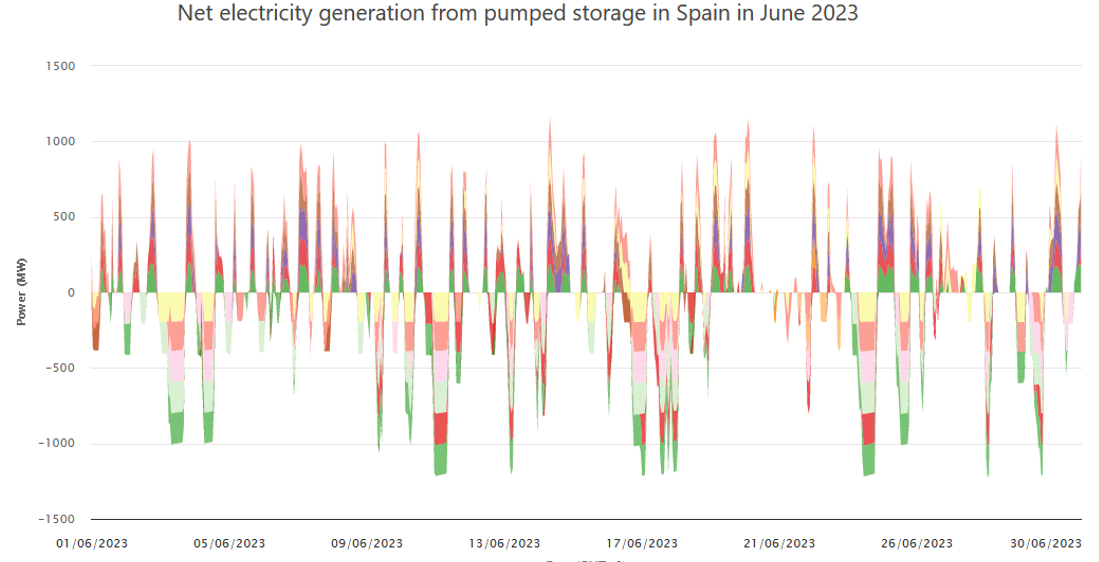 Net electricity generation from pumped storage in Spain in June 2023
1500
1000
500
0
−500
−1000
−1500
Power (MW)
01/06/2023 05/06/2023 09/06/2023 13/06/2023 17/06/2023 21/06/2023 26/06/2023 30/06/2023